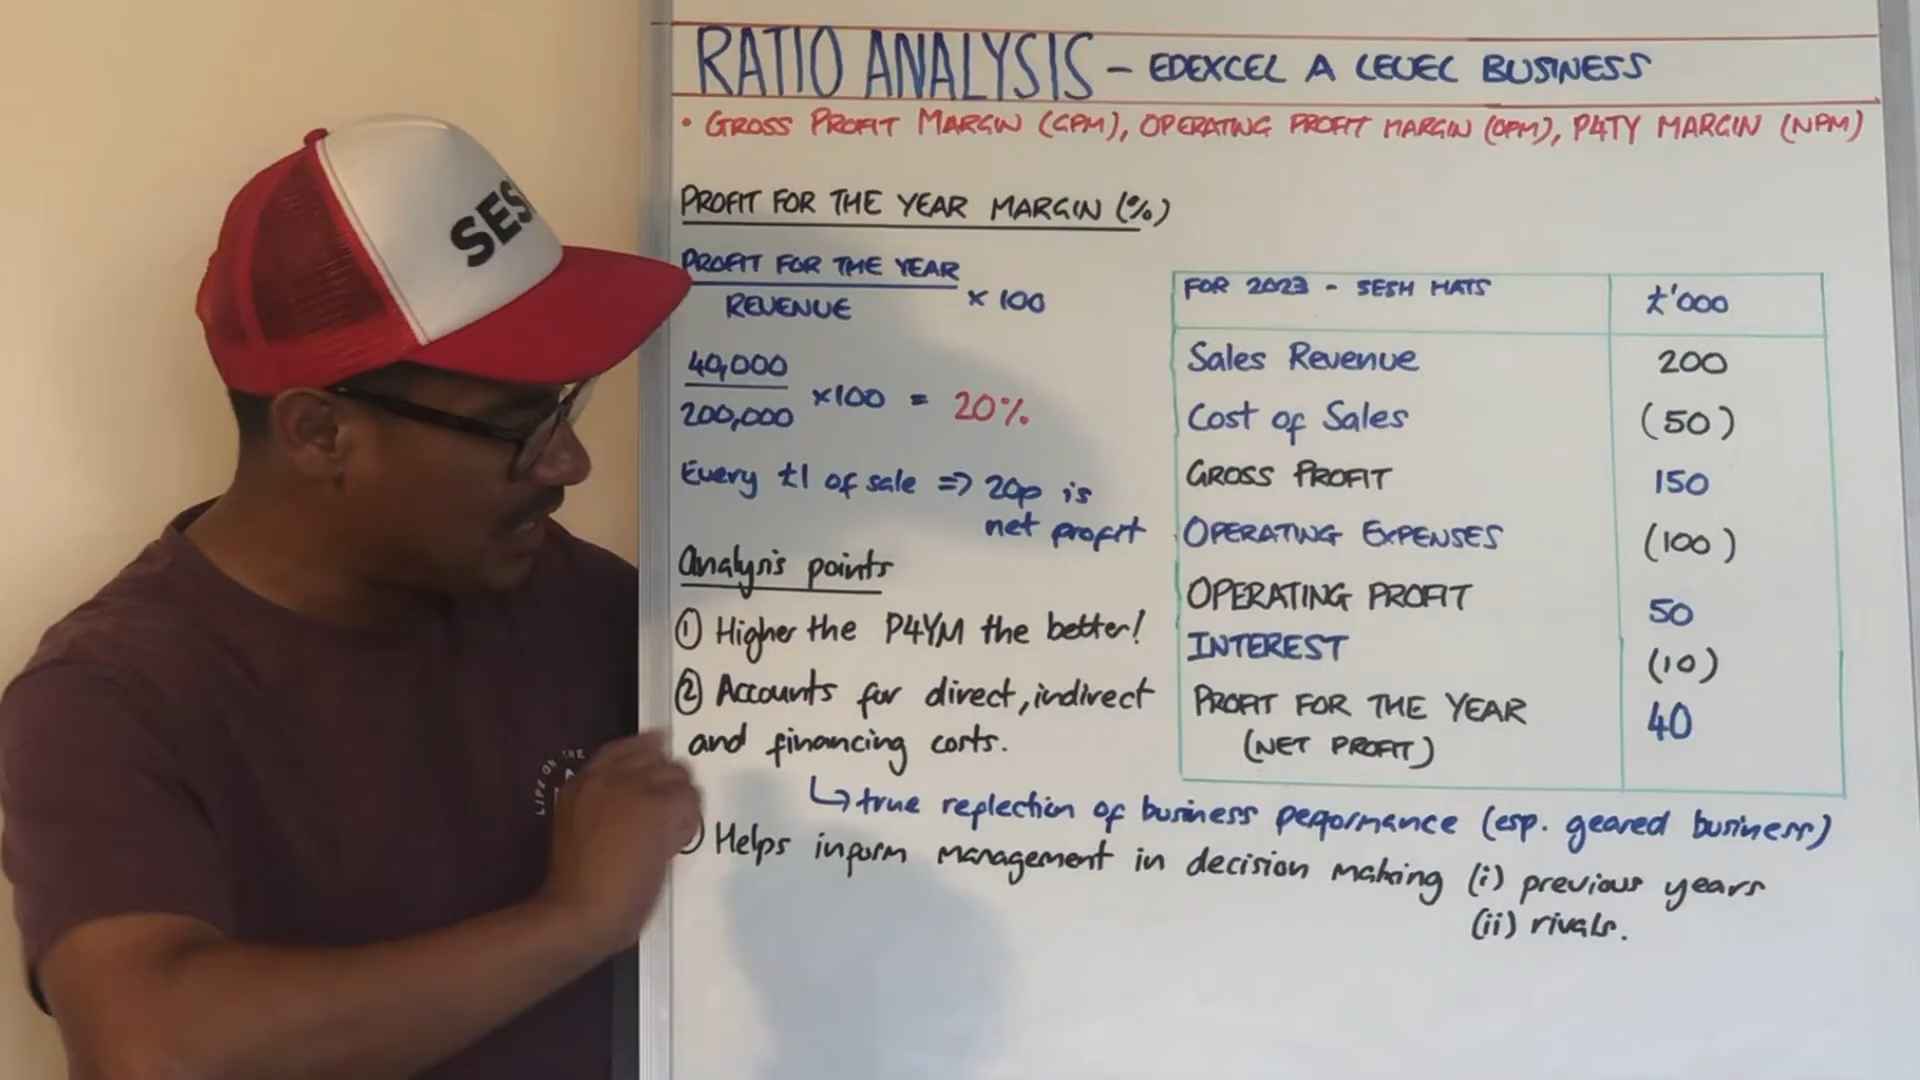 RATIO ANALYSIS - EDEXCEL A LEVEL BUSINESS
• GROSS PROFIT MARGIN (GPM), OPERATING PROFIT MARGIN (OPM), P4TY MARGIN (NPM)
PROFIT FOR THE YEAR MARGIN (%)
PROFIT FOR THE YEAR
REVENUE
× 100
40,000
200,000
×100 = 20%
Every £1 of sale => 20p is
net profit
Analysis points
① Higher the P4YM the better!
② Accounts for direct, indirect
and financing costs.
↳ true reflection of business performance (esp. geared business)
Helps inform management in decision making (i) previous years
(ii) rivals.
FOR 2023 - SESH HATS £'000
Sales Revenue 200
Cost of Sales (50)
GROSS PROFIT 150
OPERATING EXPENSES (100)
OPERATING PROFIT 50
INTEREST (10)
PROFIT FOR THE YEAR 40
(NET PROFIT)
SES
LIFE ON THE